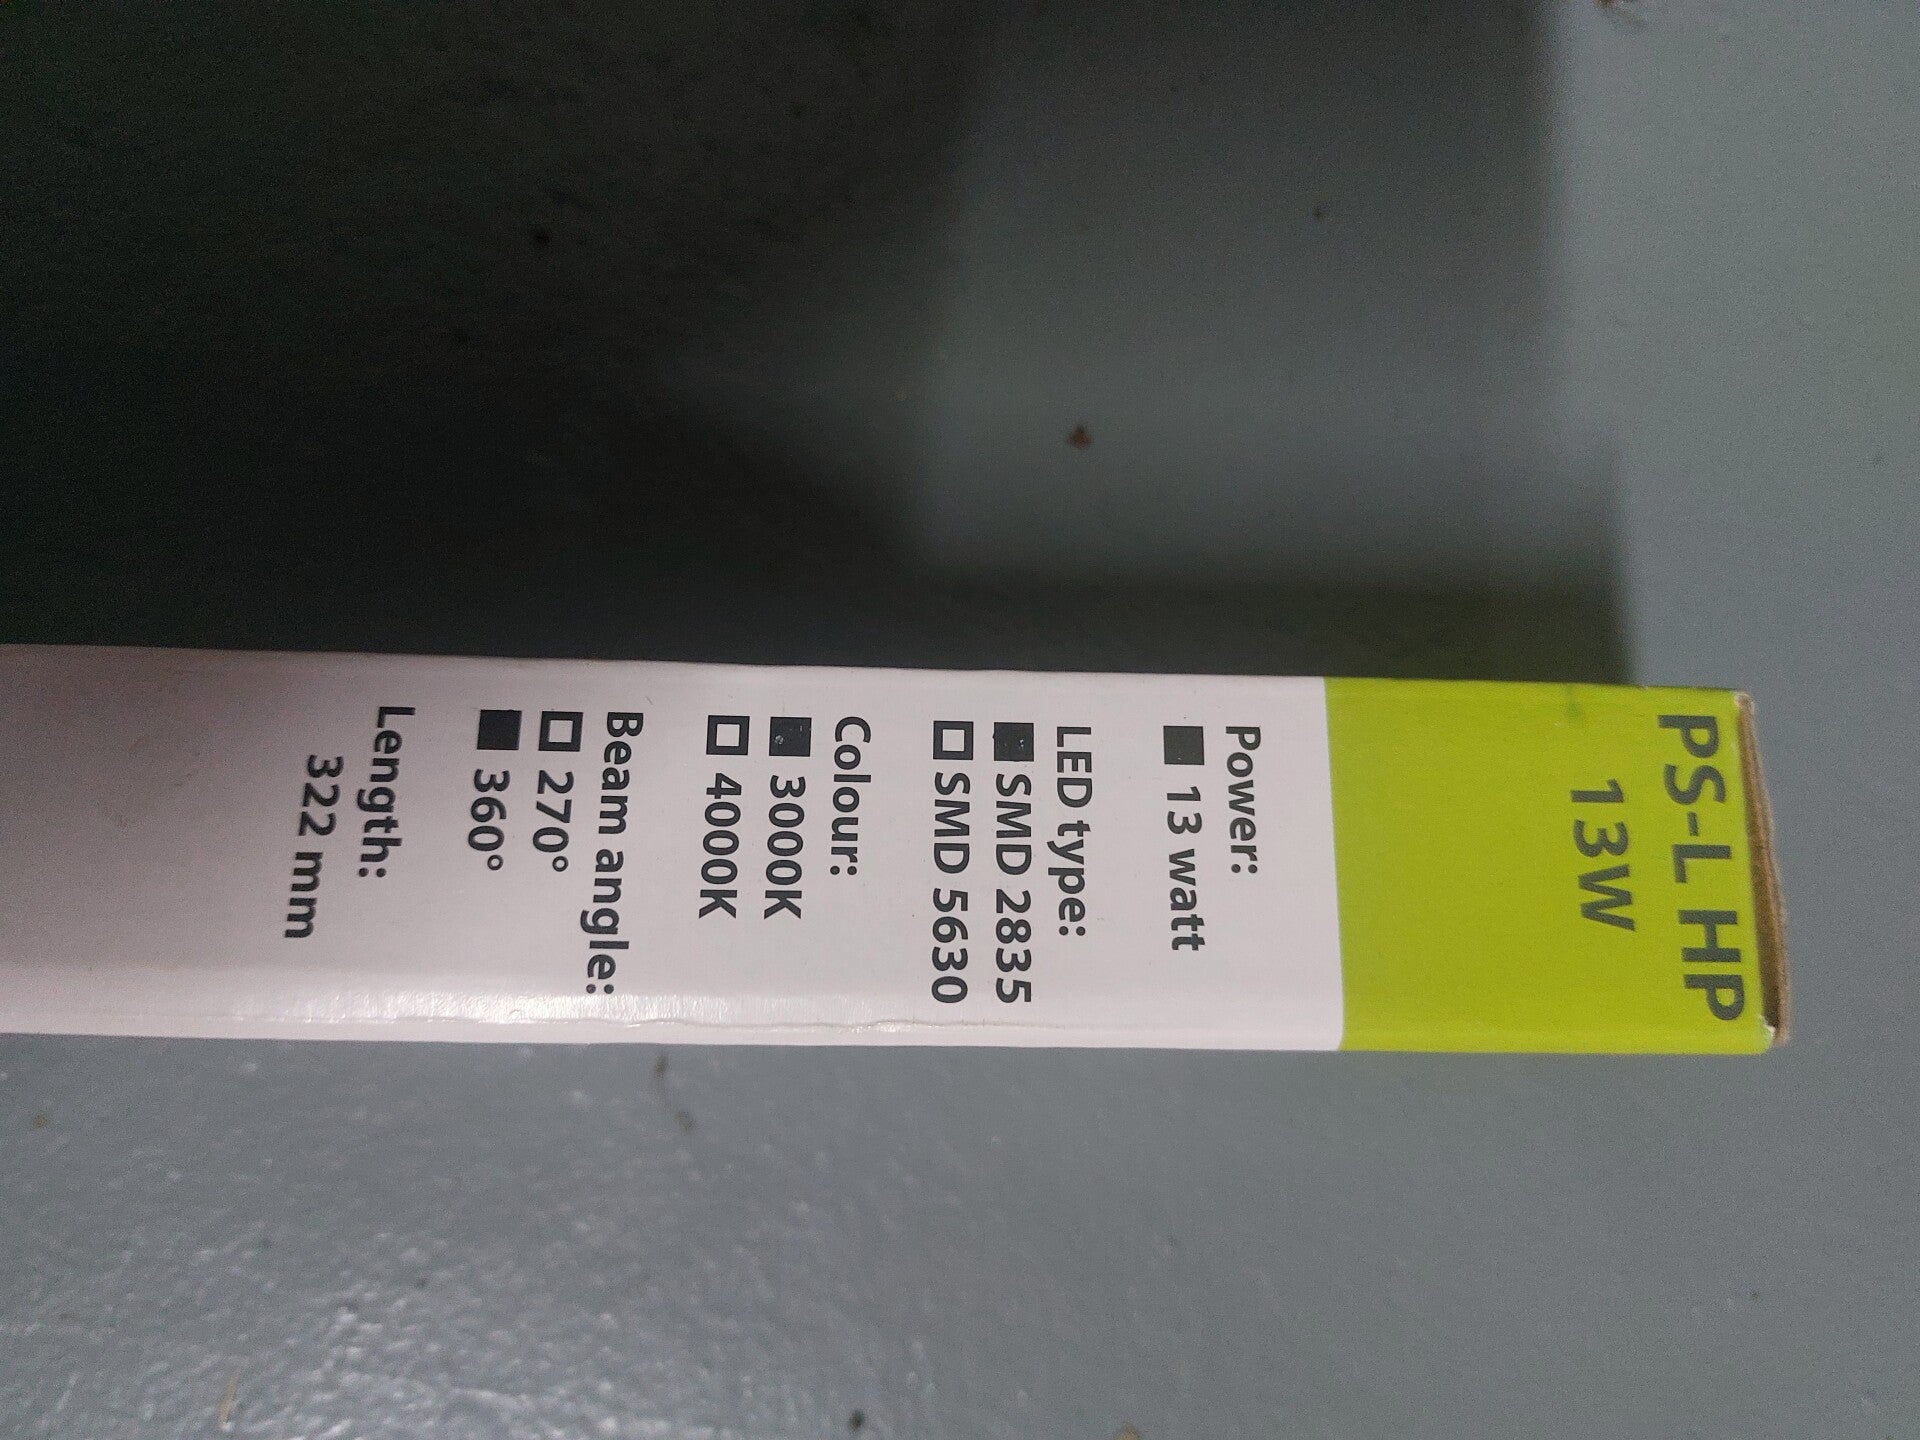 PS-L HP
13W
Power:
■ 13 watt
LED type:
■ SMD 2835
□ SMD 5630
Colour:
■ 3000K
□ 4000K
Beam angle:
□ 270°
■ 360°
Length:
322 mm